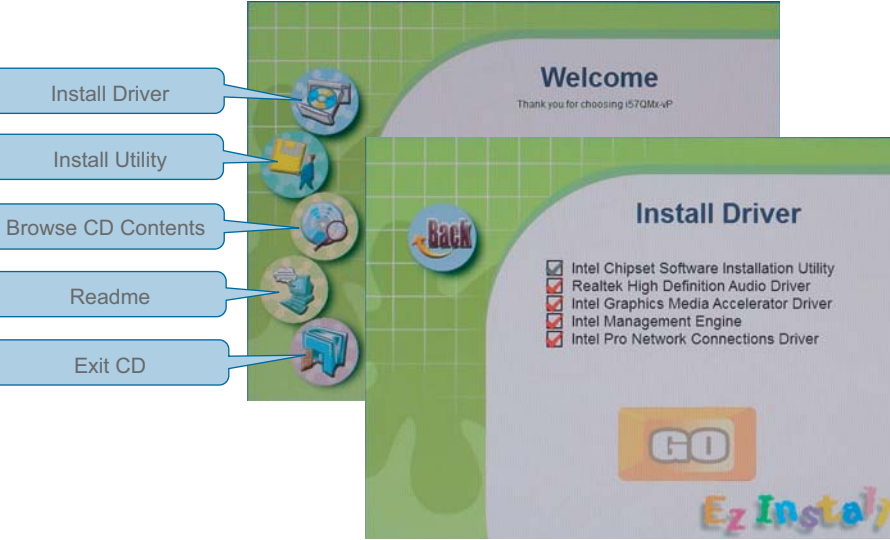 Install Driver
Install Utility
Browse CD Contents
Readme
Exit CD
Welcome
Thank you for choosing i57QMx-vP
Back
Install Driver
Intel Chipset Software Installation Utility
Realtek High Definition Audio Driver
Intel Graphics Media Accelerator Driver
Intel Management Engine
Intel Pro Network Connections Driver
GO
Ez Install